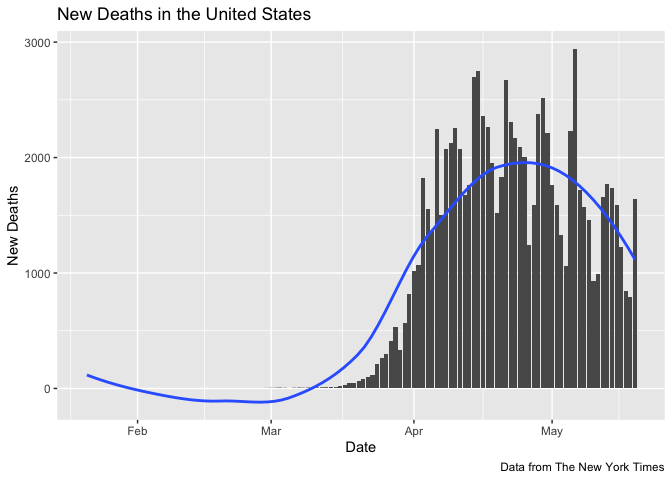 New Deaths in the United States
3000
2000
1000
0
New Deaths
Feb
Mar
Apr
May
Date
Data from The New York Times